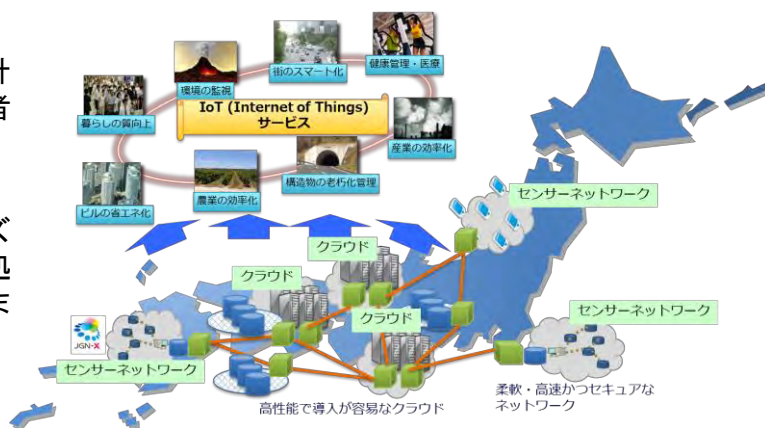 計
者
ズ
処
ま
街のスマート化
健康管理・医療
環境の監視
IoT (Internet of Things)
サービス
暮らしの質向上
産業の効率化
構造物の老朽化管理
農業の効率化
ビルの省エネ化
センサーネットワーク
クラウド
クラウド
クラウド
センサーネットワーク
JGN-X
センサーネットワーク
柔軟・高速かつセキュアな
ネットワーク
高性能で導入が容易なクラウド